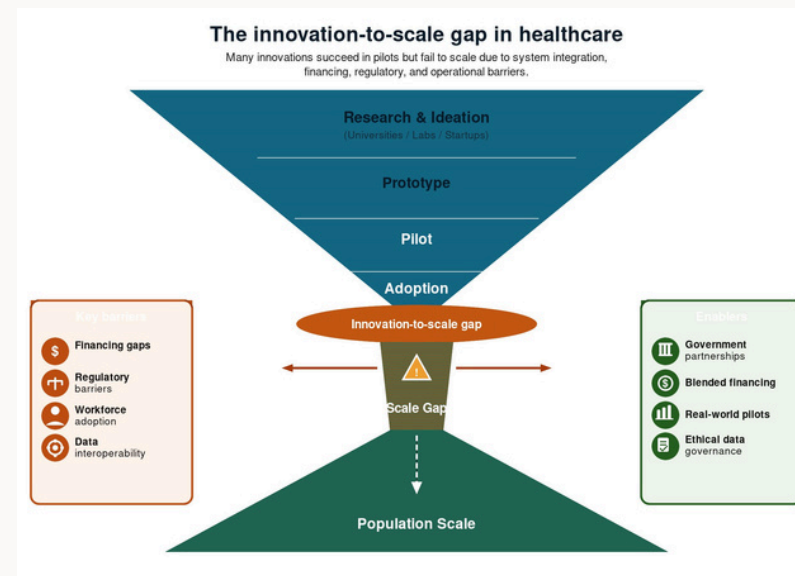 The innovation-to-scale gap in healthcare
Many innovations succeed in pilots but fail to scale due to system integration,
financing, regulatory, and operational barriers.
Research & Ideation
(Universities / Labs / Startups)
Prototype
Pilot
Adoption
Innovation-to-scale gap
Key barriers
$
Financing gaps
Regulatory
barriers
Workforce
adoption
Data
interoperability
!
Scale Gap
Enablers
Government
partnerships
$
Blended financing
Real-world pilots
Ethical data
governance
Population Scale